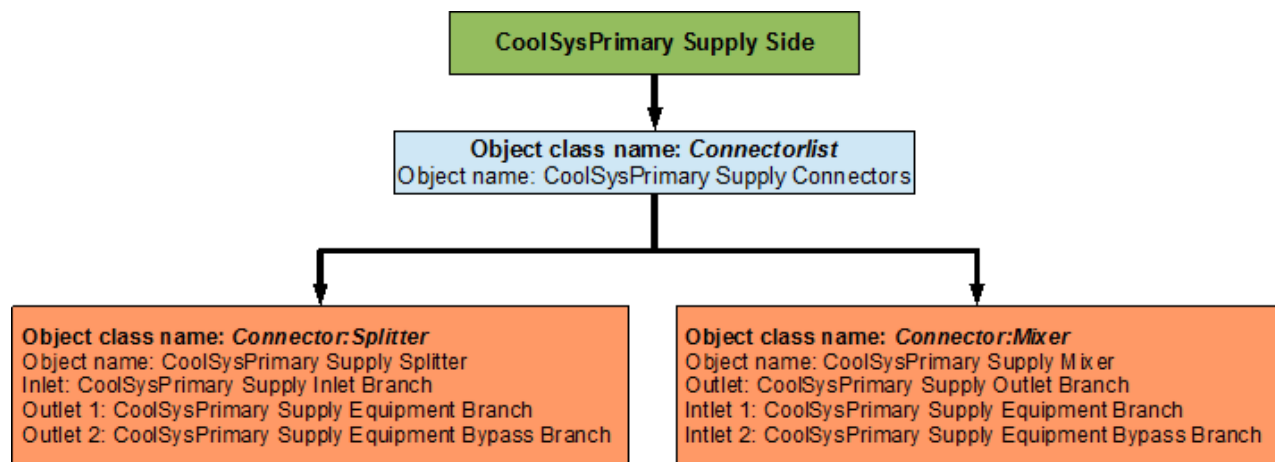 CoolSysPrimary Supply Side
Object class name: Connectorlist
Object name: CoolSysPrimary Supply Connectors
Object class name: Connector:Splitter
Object name: CoolSysPrimary Supply Splitter
Inlet: CoolSysPrimary Supply Inlet Branch
Outlet 1: CoolSysPrimary Supply Equipment Branch
Outlet 2: CoolSysPrimary Supply Equipment Bypass Branch
Object class name: Connector:Mixer
Object name: CoolSysPrimary Supply Mixer
Outlet: CoolSysPrimary Supply Outlet Branch
Intlet 1: CoolSysPrimary Supply Equipment Branch
Intlet 2: CoolSysPrimary Supply Equipment Bypass Branch